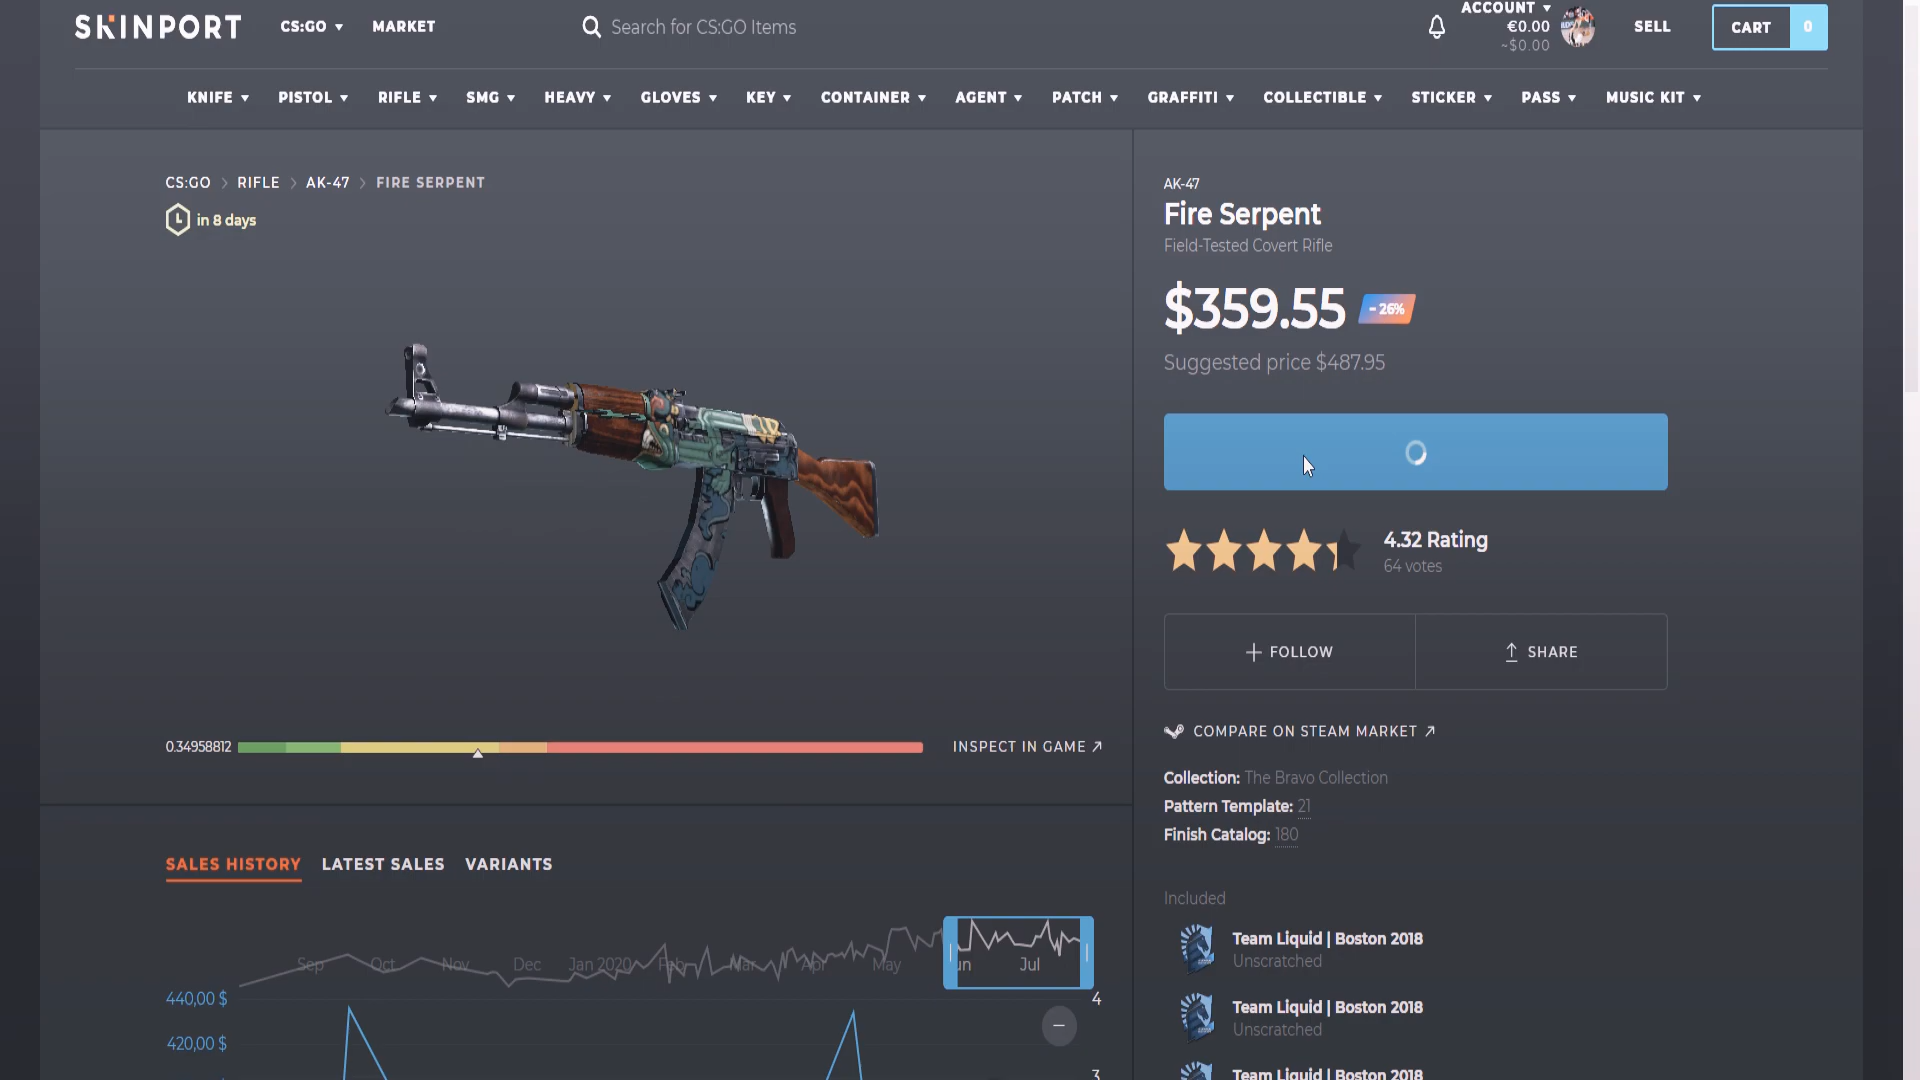 SKINPORT
CS:GO
MARKET
Search for CS:GO Items
ACCOUNT
€0.00
~$0.00
SELL
CART
0
KNIFE
PISTOL
RIFLE
SMG
HEAVY
GLOVES
KEY
CONTAINER
AGENT
PATCH
GRAFFITI
COLLECTIBLE
STICKER
PASS
MUSIC KIT
CS:GO
RIFLE
AK-47
FIRE SERPENT
in 8 days
0.34958812
INSPECT IN GAME
AK-47
Fire Serpent
Field-Tested Covert Rifle
$359.55
- 26%
Suggested price $487.95
4.32 Rating
64 votes
FOLLOW
SHARE
COMPARE ON STEAM MARKET
Collection: The Bravo Collection
Pattern Template: 21
Finish Catalog: 180
Included
Team Liquid | Boston 2018
Unscratched
Team Liquid | Boston 2018
Unscratched
Team Liquid | Boston 2018
SALES HISTORY
LATEST SALES
VARIANTS
Sep
Oct
Nov
Dec
Jan 2020
Feb
Mar
Apr
May
un
Jul
440,00 $
4
420,00 $
3